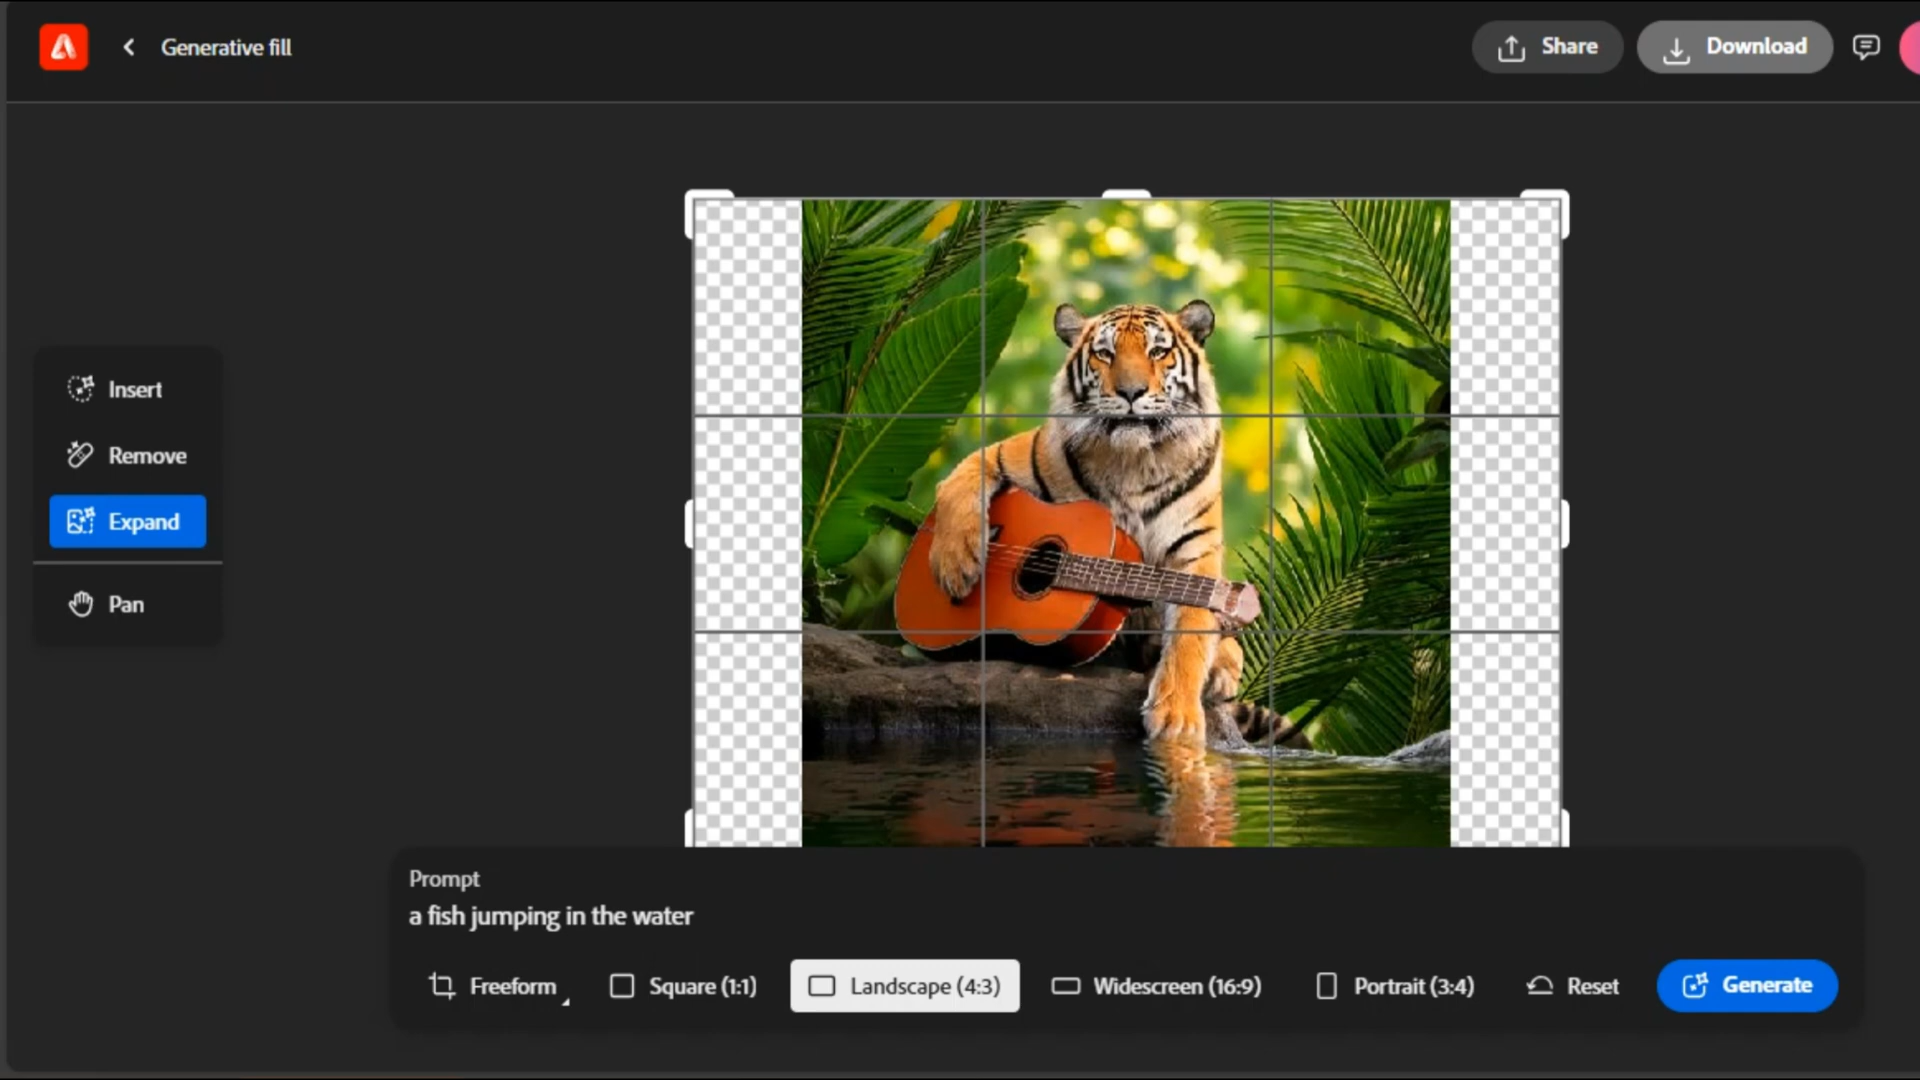 Generative fill
Share
Download
Insert
Remove
Expand
Pan
Prompt
a fish jumping in the water
Freeform
Square (1:1)
Landscape (4:3)
Widescreen (16:9)
Portrait (3:4)
Reset
Generate